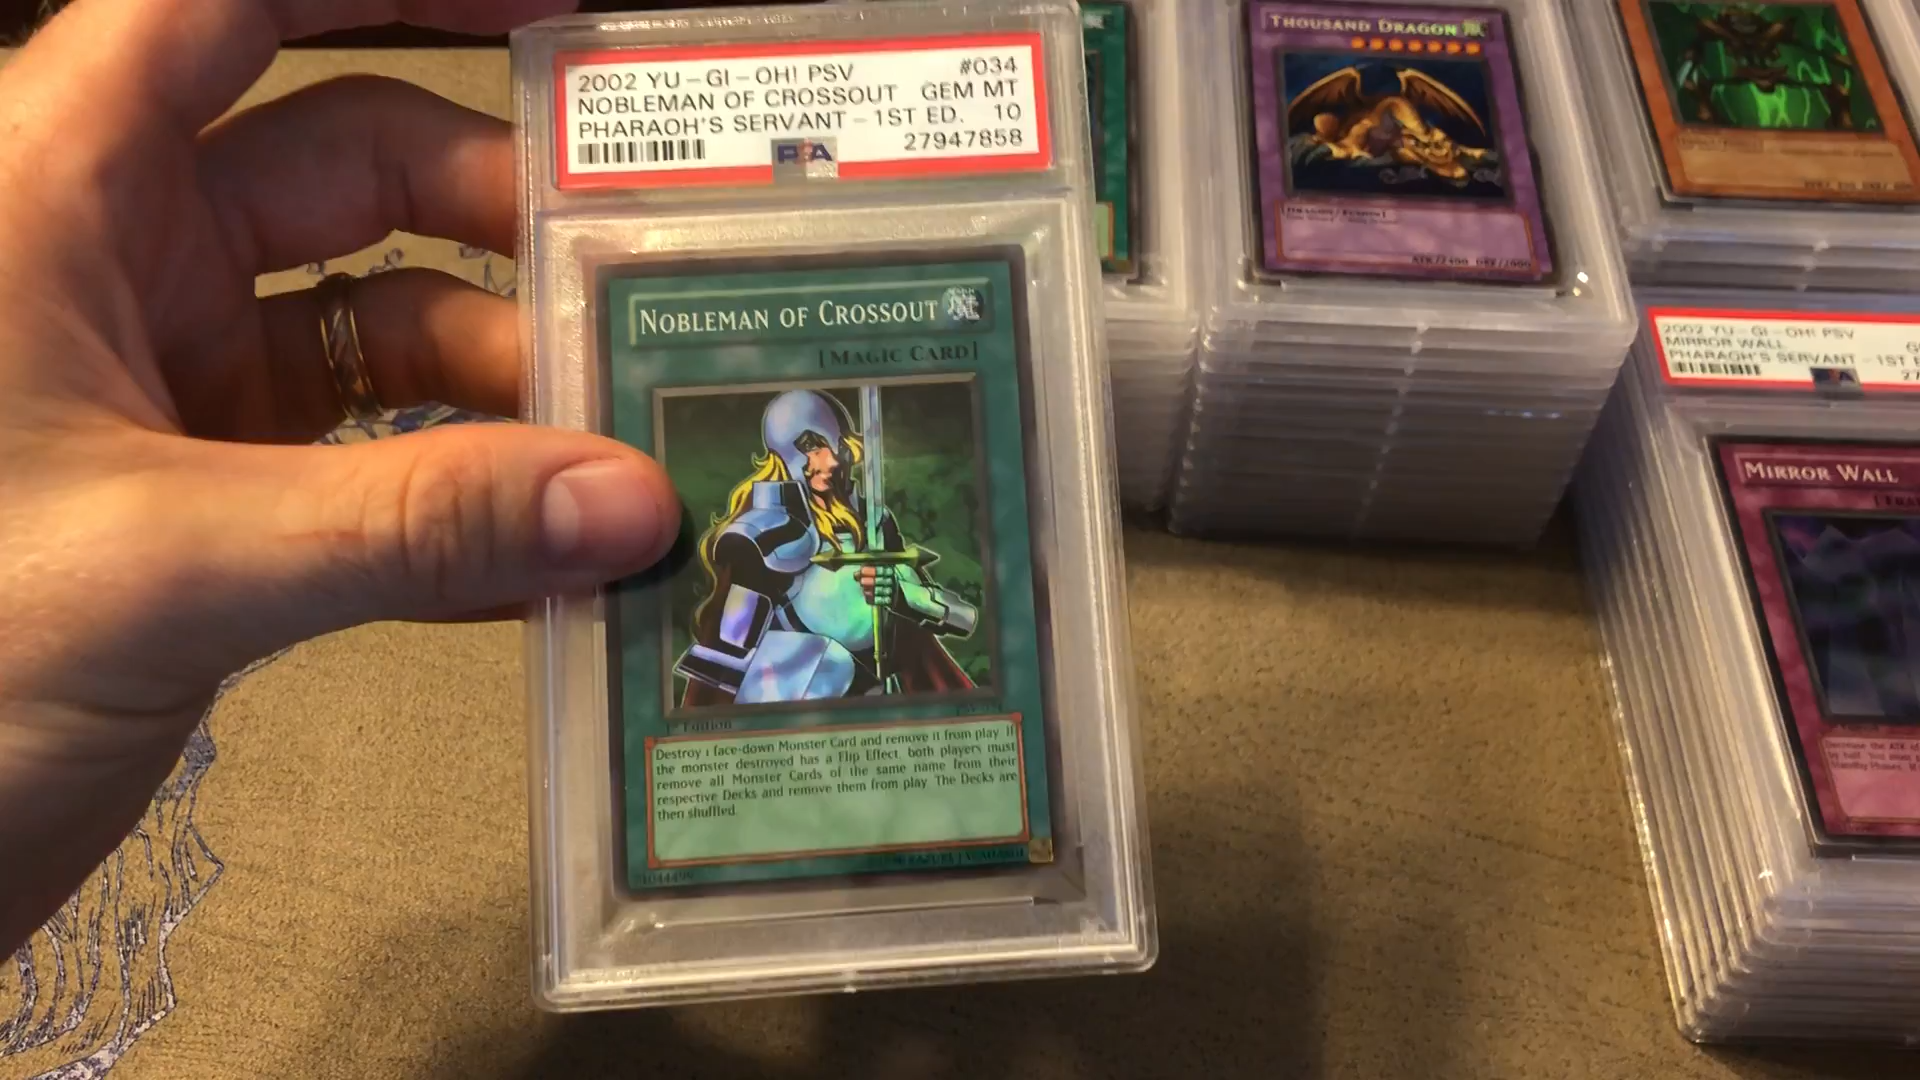 2002 YU-GI-OH! PSV #034
NOBLEMAN OF CROSSOUT GEM MT
PHARAOH'S SERVANT - 1ST ED. 10
27947858
PSA
NOBLEMAN OF CROSSOUT
[MAGIC CARD]
1st Edition
Destroy 1 face-down Monster Card and remove it from play. If
the monster destroyed has a Flip Effect, both players must
remove all Monster Cards of the same name from their
respective Decks and remove them from play. The Decks are
then shuffled.
THOUSAND DRAGON
[DRAGON/FUSION]
ATK/2400 DEF/2000
2002 YU-GI-OH! PSV
MIRROR WALL
PHARAOH'S SERVANT - 1ST
MIRROR WALL